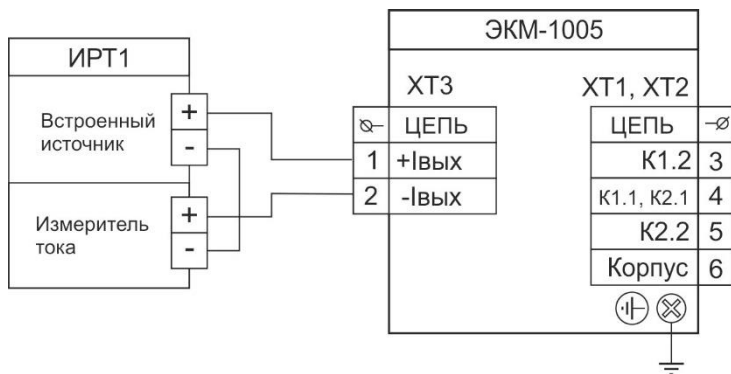 ИРТ1
Встроенный
источник
+
-
Измеритель
тока
+
-
ЭКМ-1005
ХТ3
ЦЕПЬ
1 +Iвых
2 -Iвых
ХТ1, ХТ2
ЦЕПЬ
К1.2 3
К1.1, К2.1 4
К2.2 5
Корпус 6